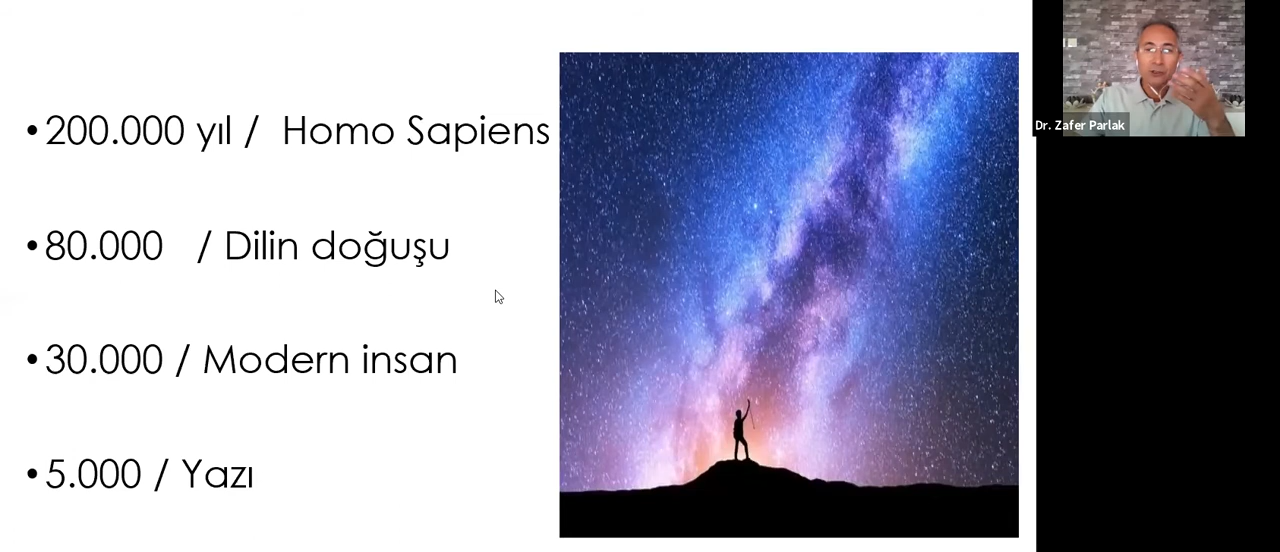 • 200.000 yıl / Homo Sapiens
• 80.000 / Dilin doğuşu
• 30.000 / Modern insan
• 5.000 / Yazı
Dr. Zafer Parlak